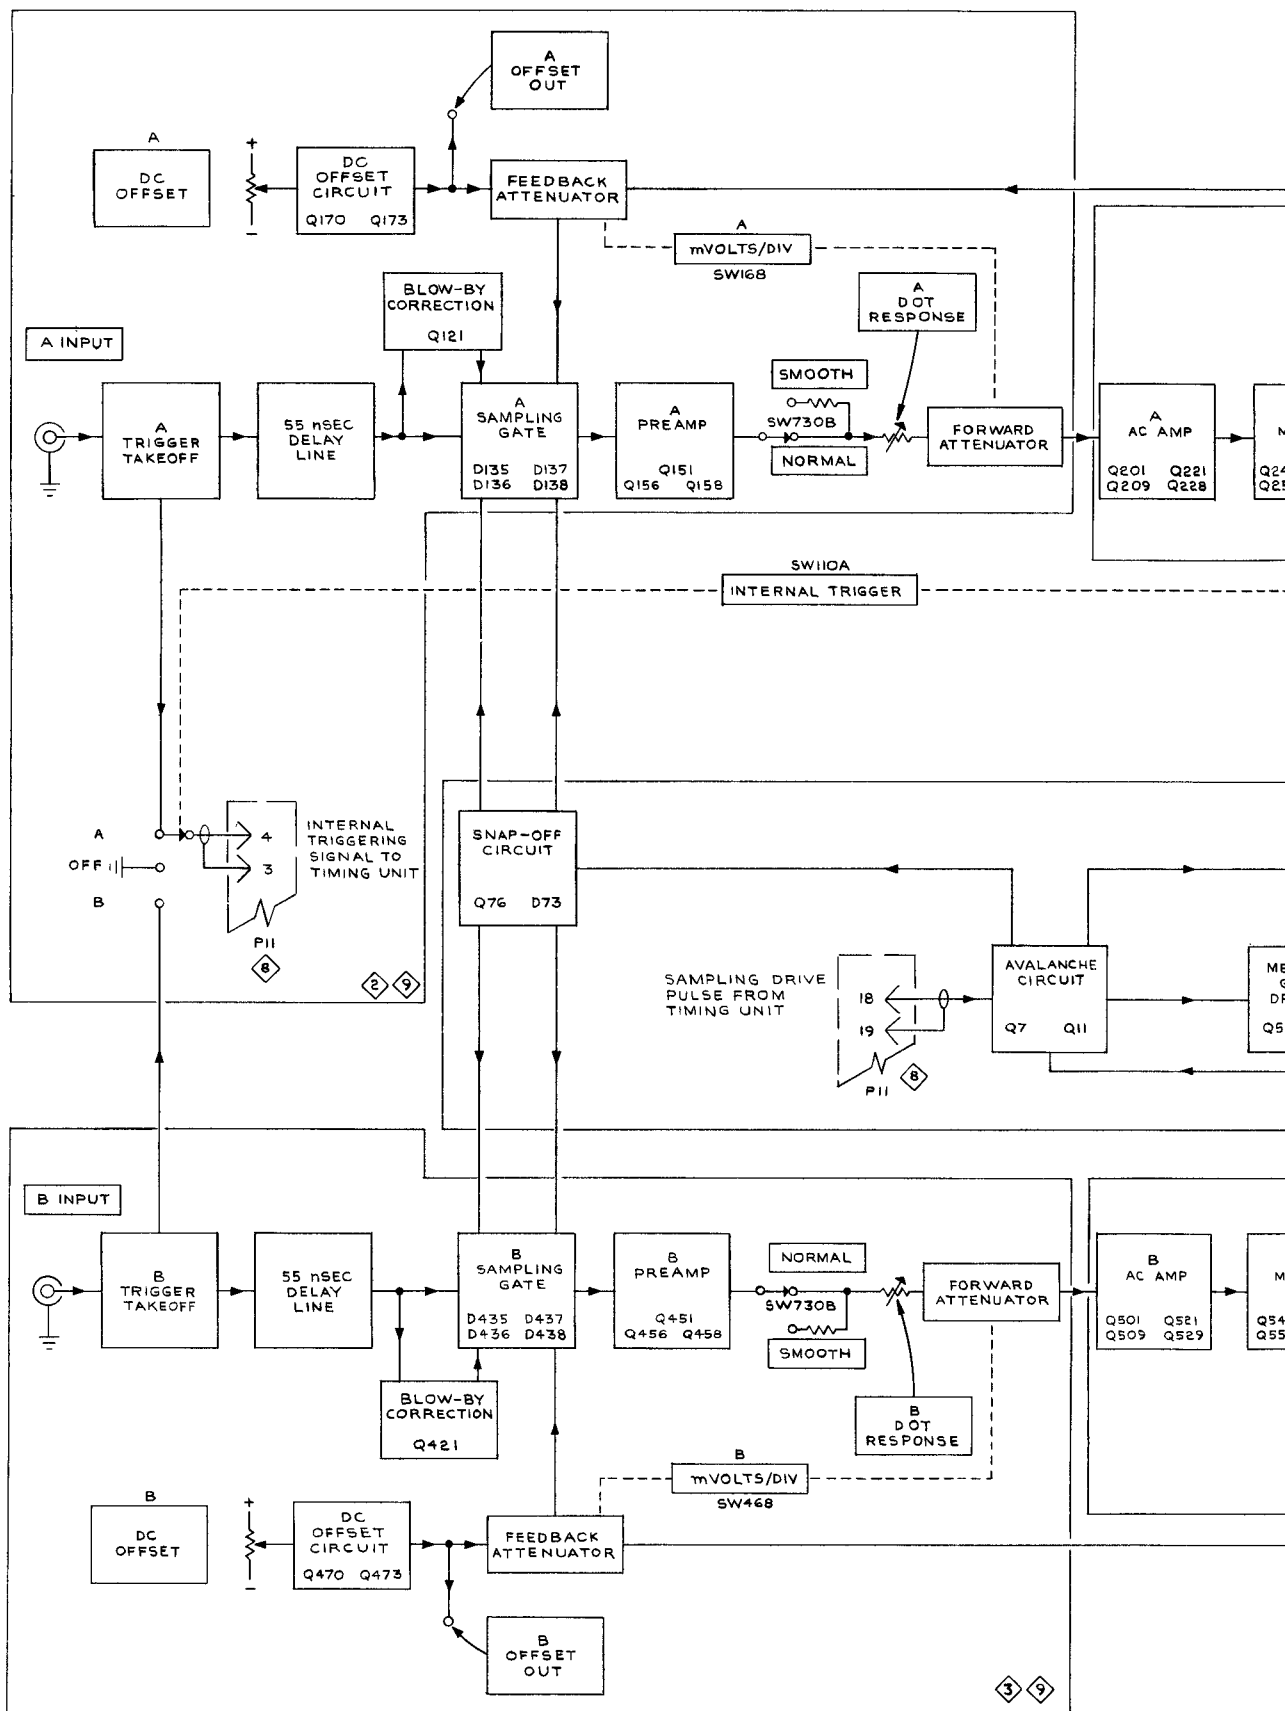 A
OFFSET
OUT
A
DC
OFFSET
+
−
DC
OFFSET
CIRCUIT
Q170 Q173
FEEDBACK
ATTENUATOR
A
mVOLTS/DIV
SW168
BLOW-BY
CORRECTION
Q121
A
DOT
RESPONSE
A INPUT
A
TRIGGER
TAKEOFF
55 nSEC
DELAY
LINE
A
SAMPLING
GATE
D135 D137
D136 D138
A
PREAMP
Q151
Q156 Q158
SMOOTH
SW730B
NORMAL
FORWARD
ATTENUATOR
A
AC AMP
Q201 Q221
Q209 Q228
M
Q24
Q25
SW110A
INTERNAL TRIGGER
A
OFF
B
4
3
P11
8
INTERNAL
TRIGGERING
SIGNAL TO
TIMING UNIT
2 9
SNAP-OFF
CIRCUIT
Q76 D73
SAMPLING DRIVE
PULSE FROM
TIMING UNIT
18
19
P11
8
AVALANCHE
CIRCUIT
Q7 Q11
ME
G
DR
Q5
B INPUT
B
TRIGGER
TAKEOFF
55 nSEC
DELAY
LINE
B
SAMPLING
GATE
D435 D437
D436 D438
B
PREAMP
Q451
Q456 Q458
NORMAL
SW730B
SMOOTH
FORWARD
ATTENUATOR
B
AC AMP
Q501 Q521
Q509 Q529
M
Q54
Q55
BLOW-BY
CORRECTION
Q421
B
DOT
RESPONSE
B
mVOLTS/DIV
SW468
B
DC
OFFSET
+
−
DC
OFFSET
CIRCUIT
Q470 Q473
FEEDBACK
ATTENUATOR
B
OFFSET
OUT
3 9